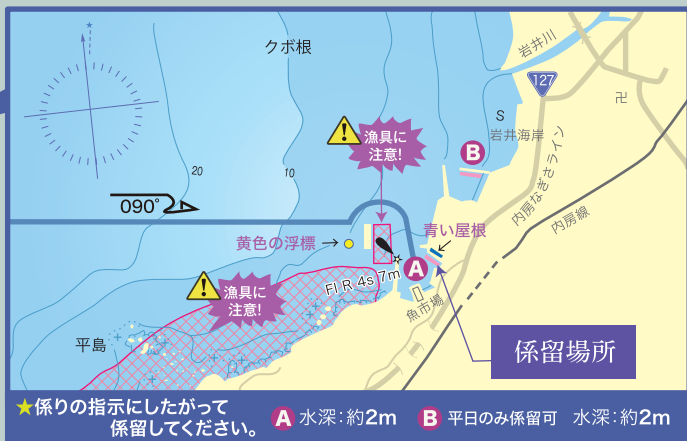 クボ根
岩井川
127
卍
S
岩井海岸
漁具に
注意!
B
内房なぎさライン
内房線
20
10
090°
黄色の浮標
青い屋根
A
Fl R 4s 7m
漁具に
注意!
魚市場
平島
係留場所
★係りの指示にしたがって
係留してください。
A 水深:約2m B 平日のみ係留可 水深:約2m